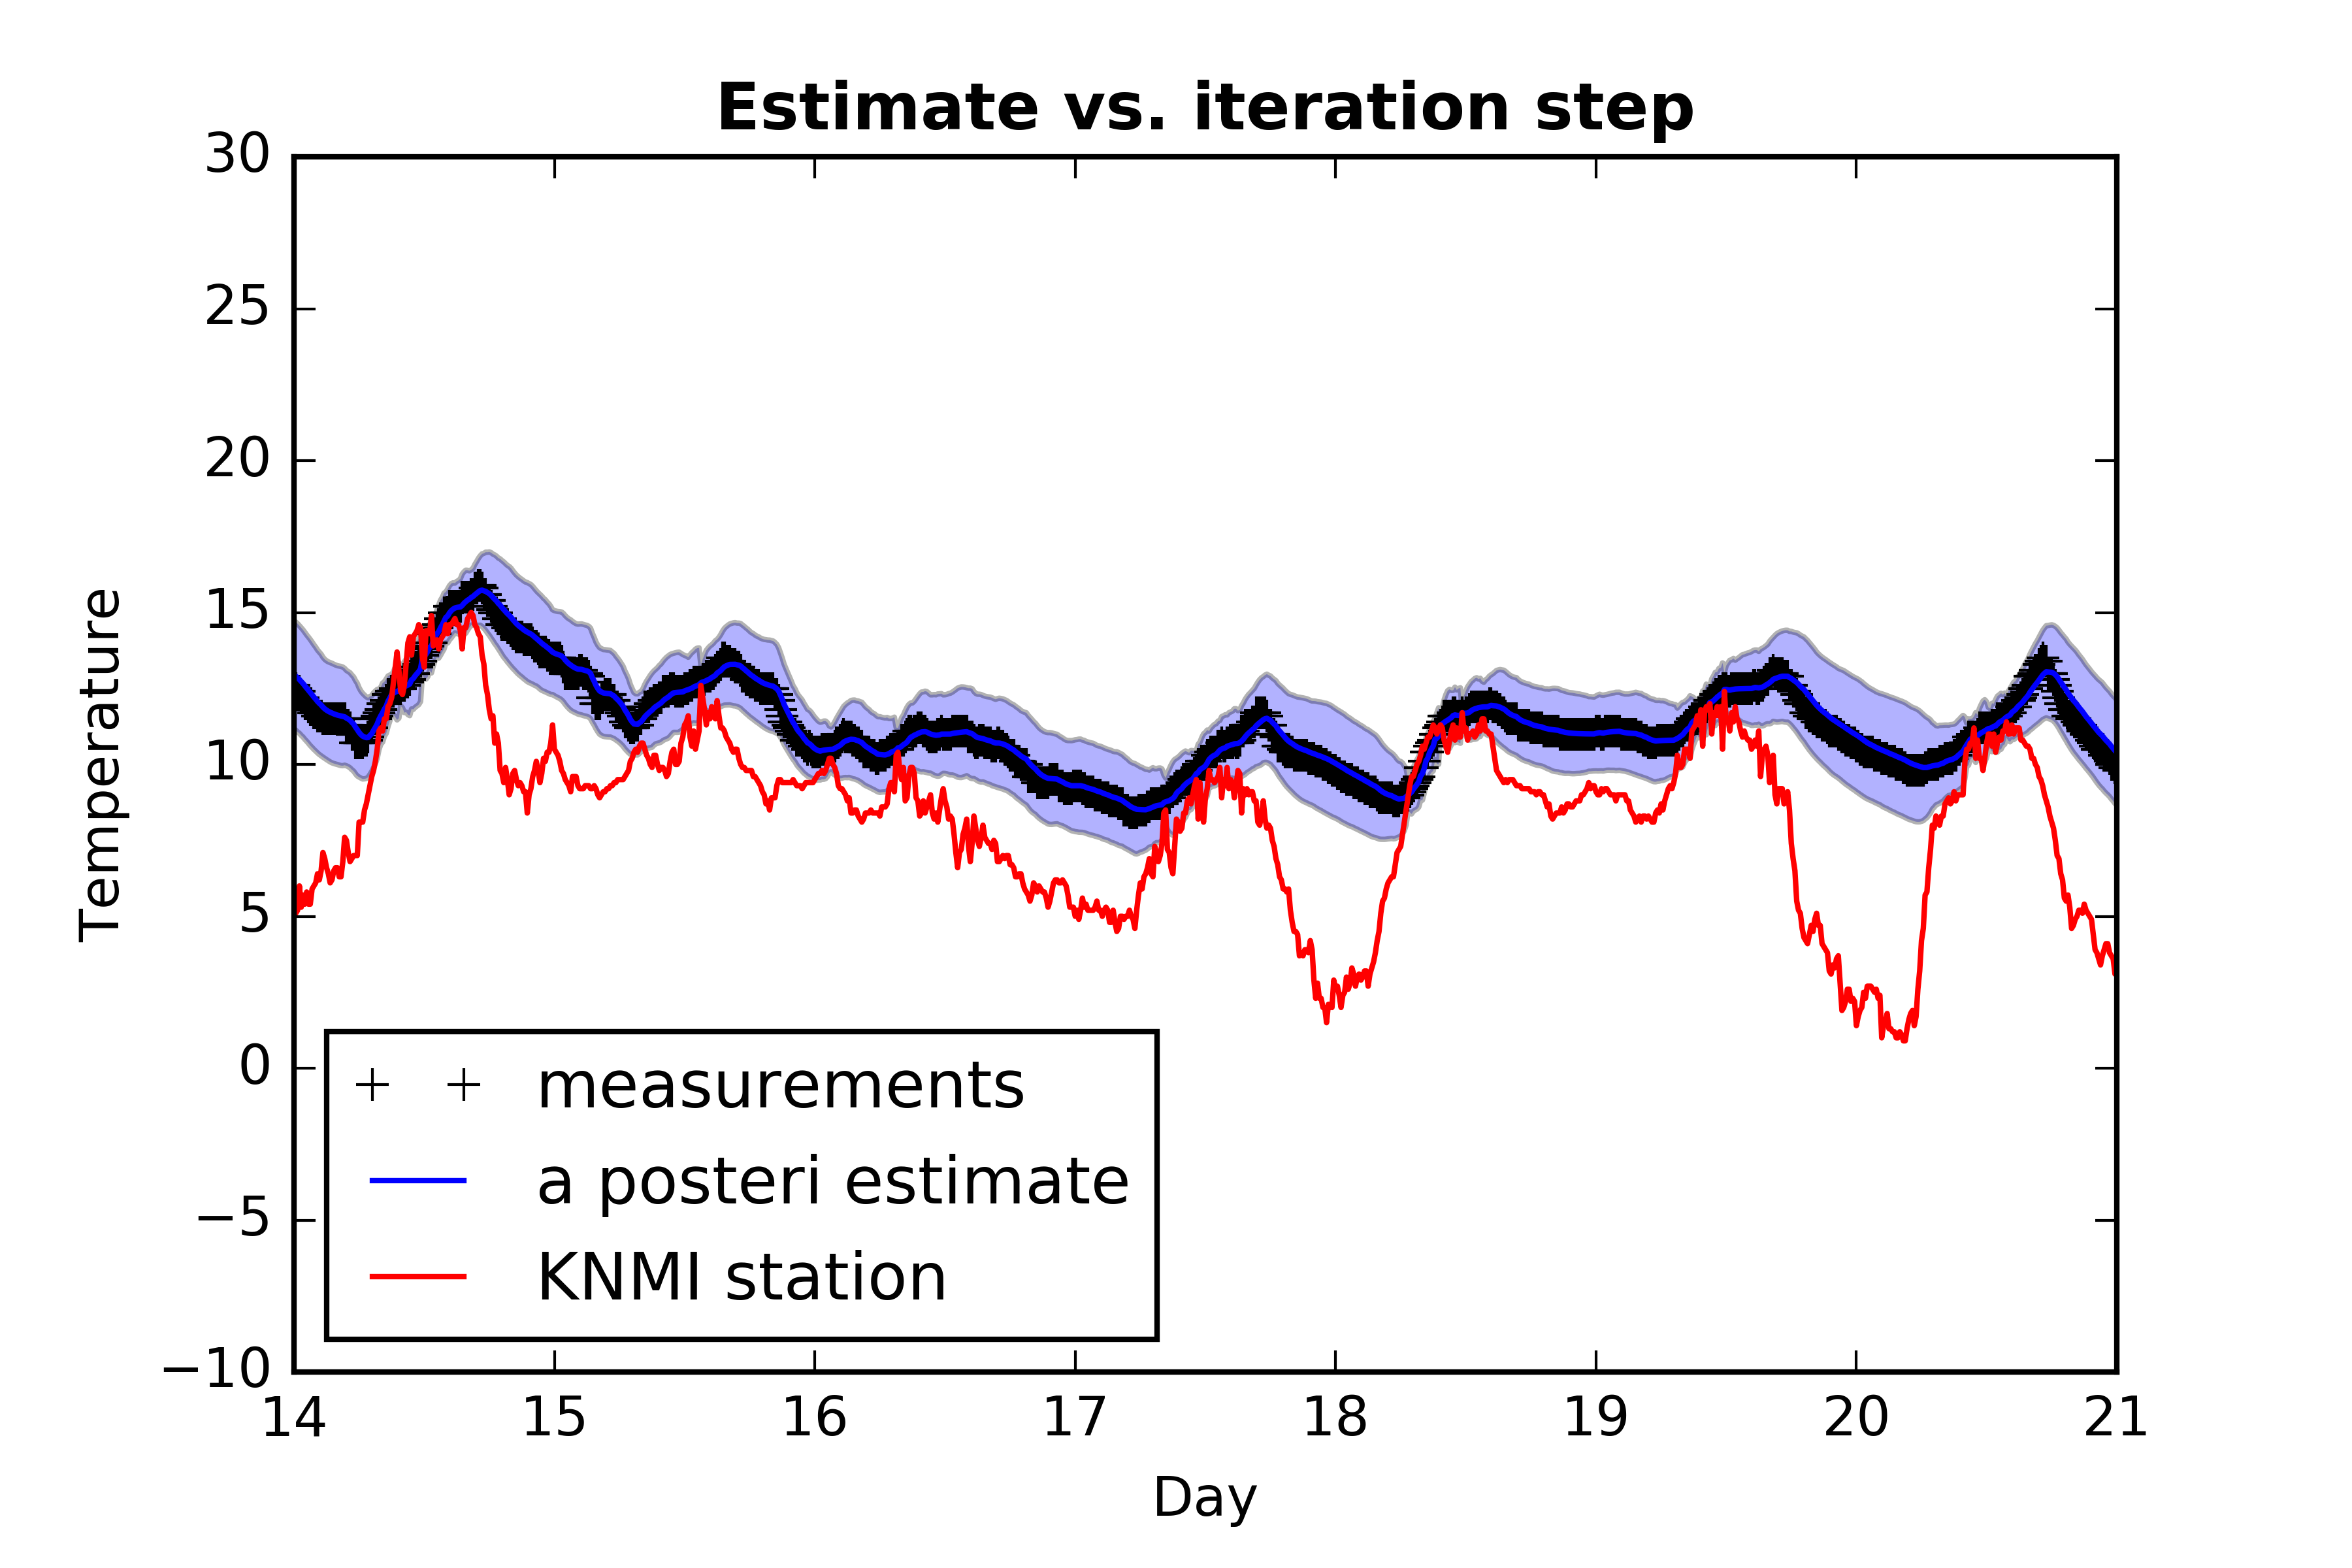 Estimate vs. iteration step
30
25
20
15
10
5
0
−5
−10
Temperature
measurements
a posteri estimate
KNMI station
14 15 16 17 18 19 20 21
Day